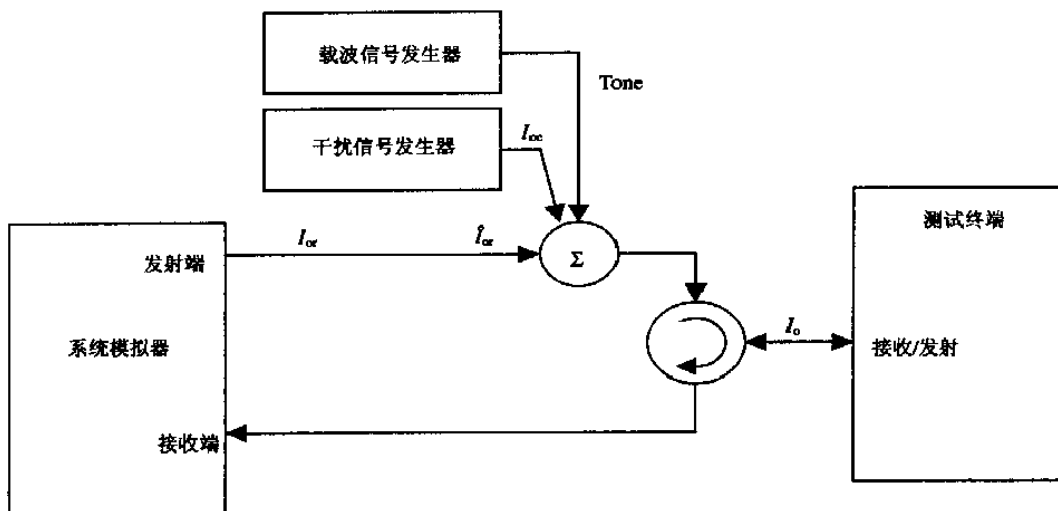 载波信号发生器
Tone
干扰信号发生器
Ioc
测试终端
发射端
Ior
Îor
Σ
系统模拟器
Io
接收/发射
接收端